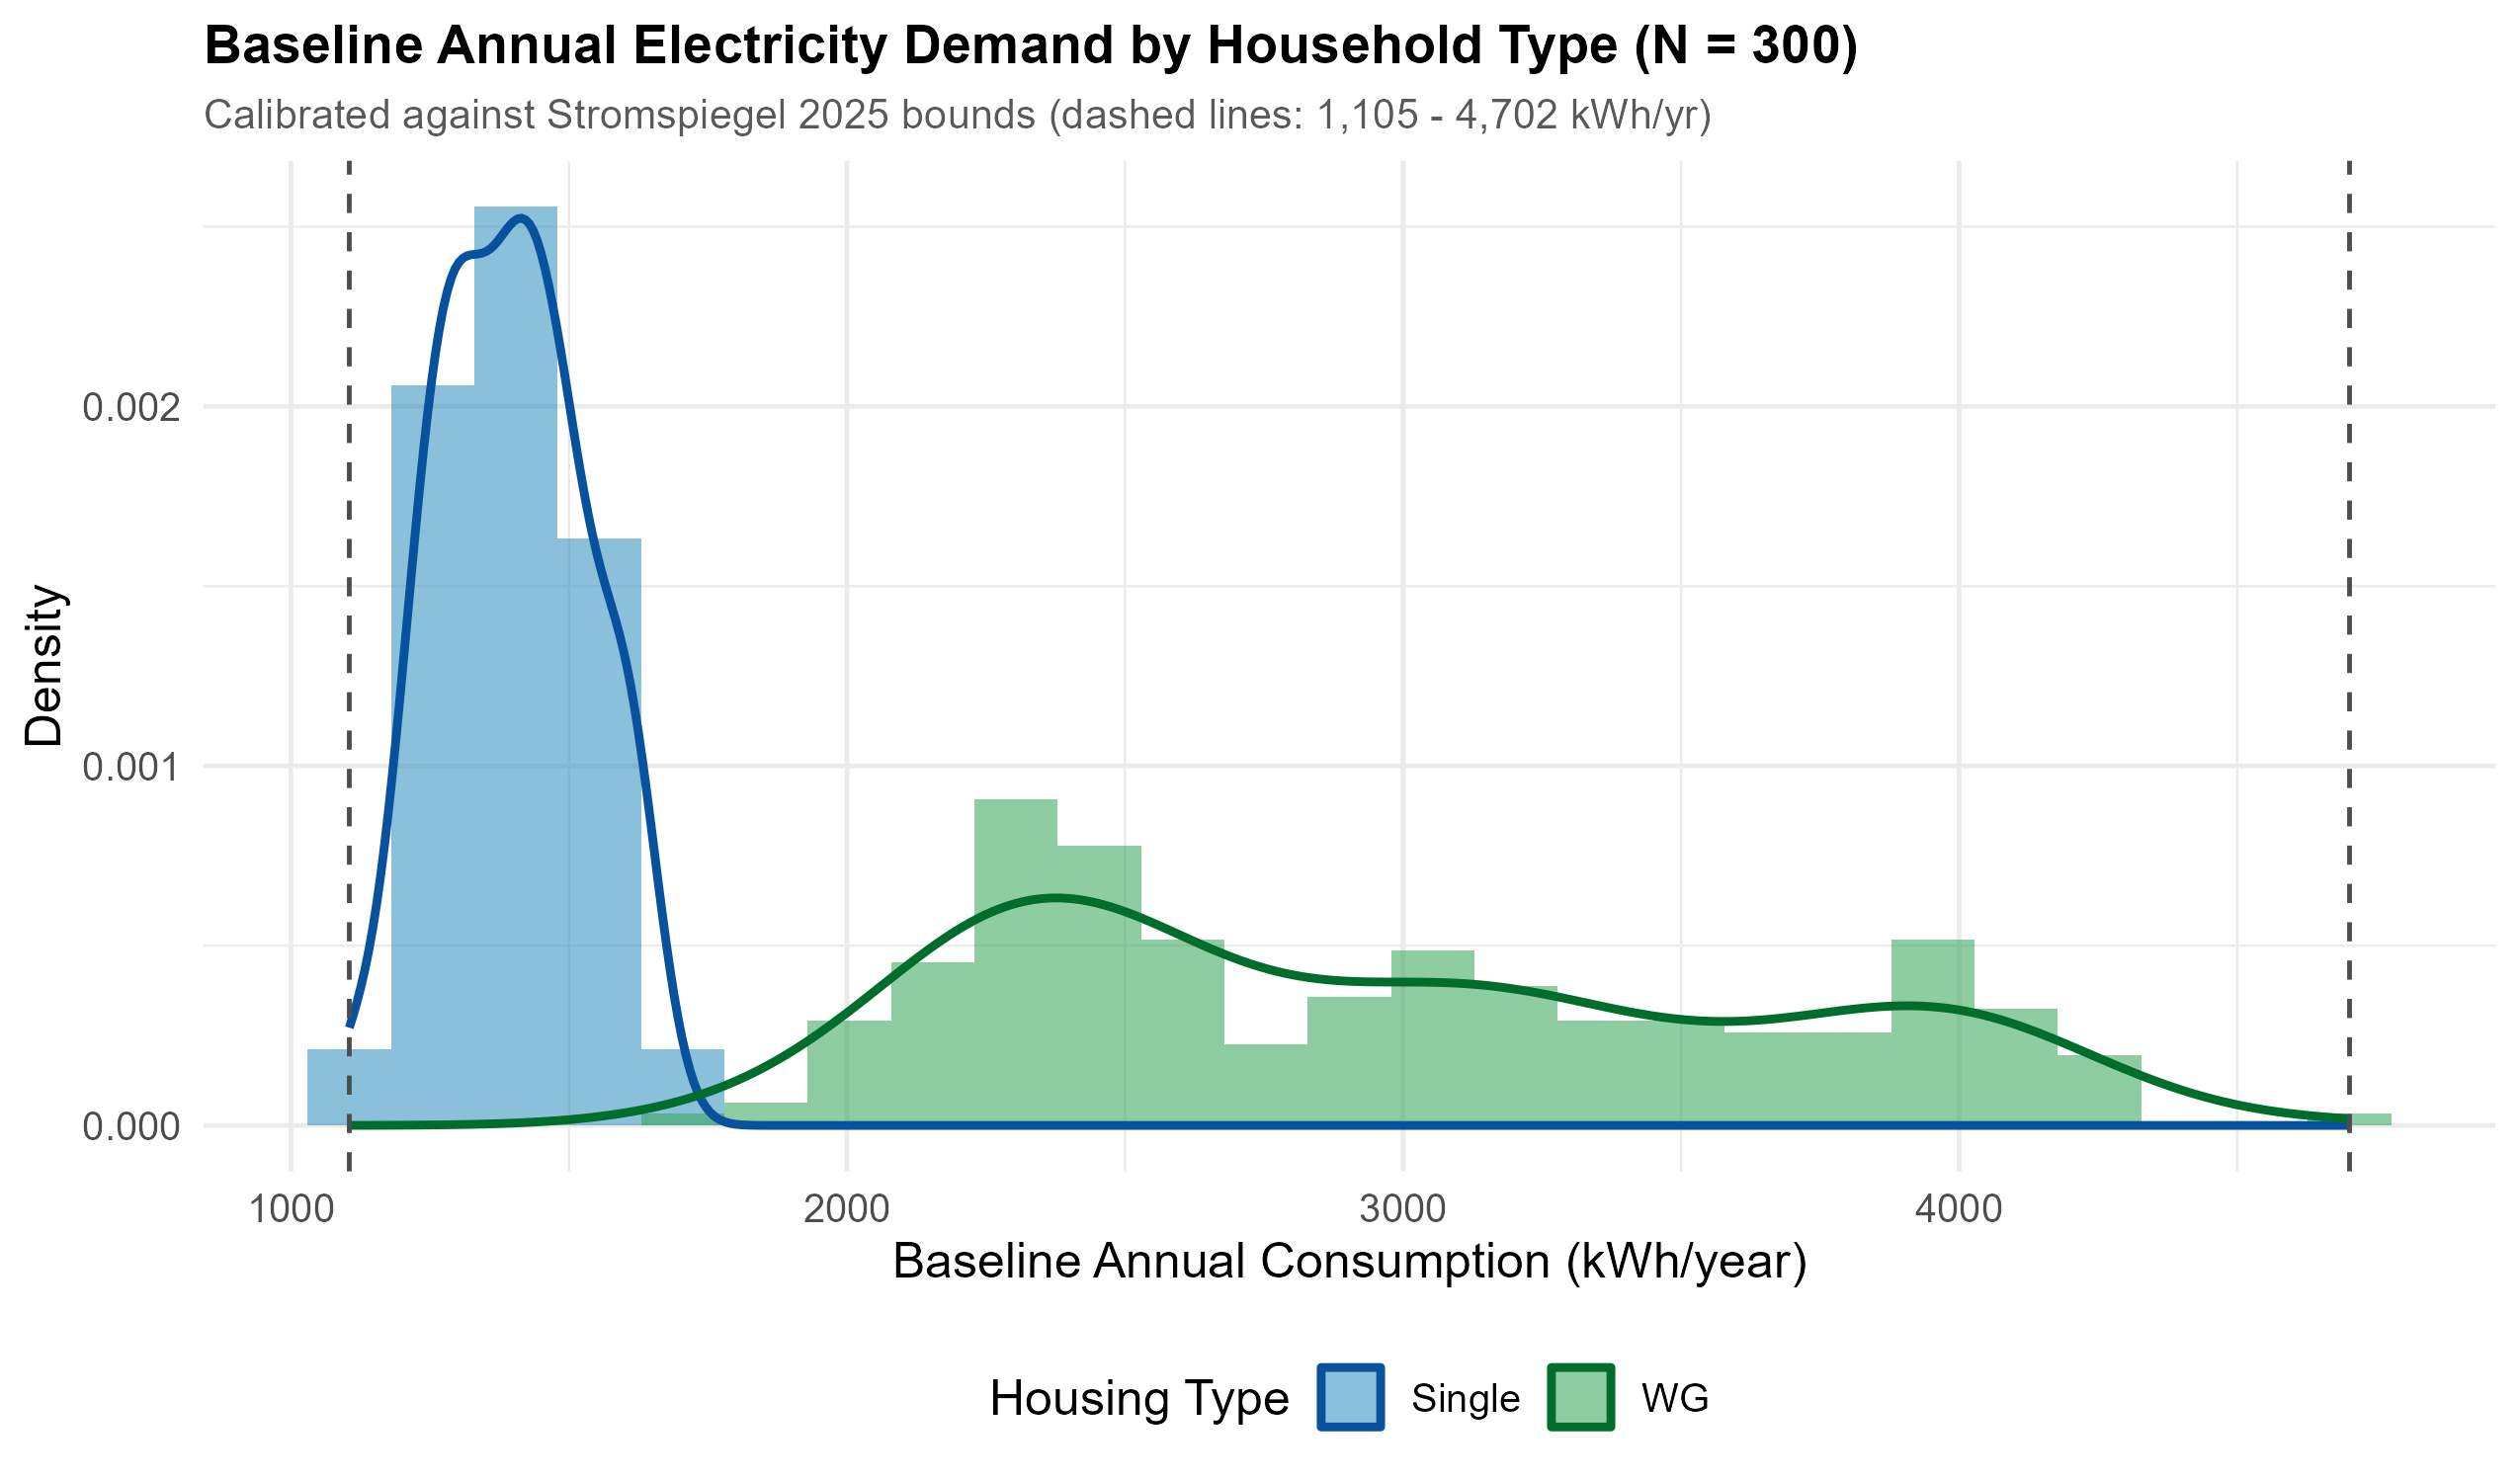 Baseline Annual Electricity Demand by Household Type (N = 300)
Calibrated against Stromspiegel 2025 bounds (dashed lines: 1,105 - 4,702 kWh/yr)
Density
0.002
0.001
0.000
1000 2000 3000 4000
Baseline Annual Consumption (kWh/year)
Housing Type Single WG